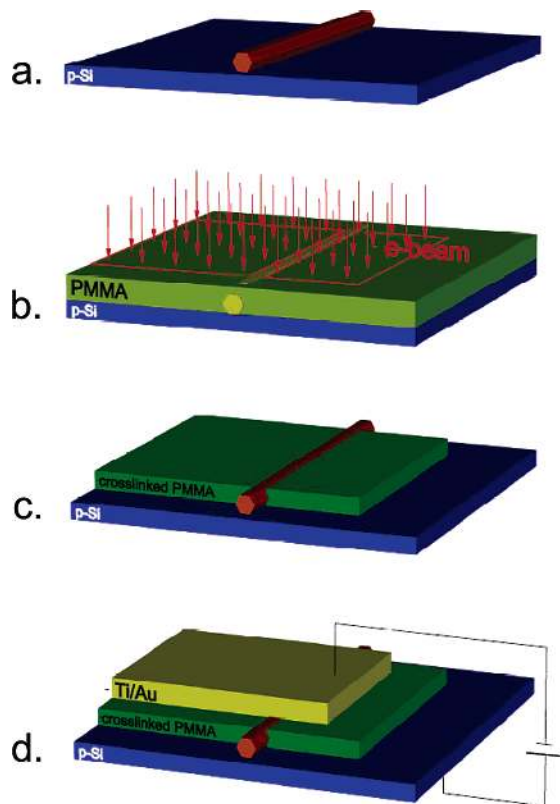 a.
p-Si
e-beam
PMMA
b.
p-Si
crosslinked PMMA
c.
p-Si
Ti/Au
crosslinked PMMA
d.
p-Si